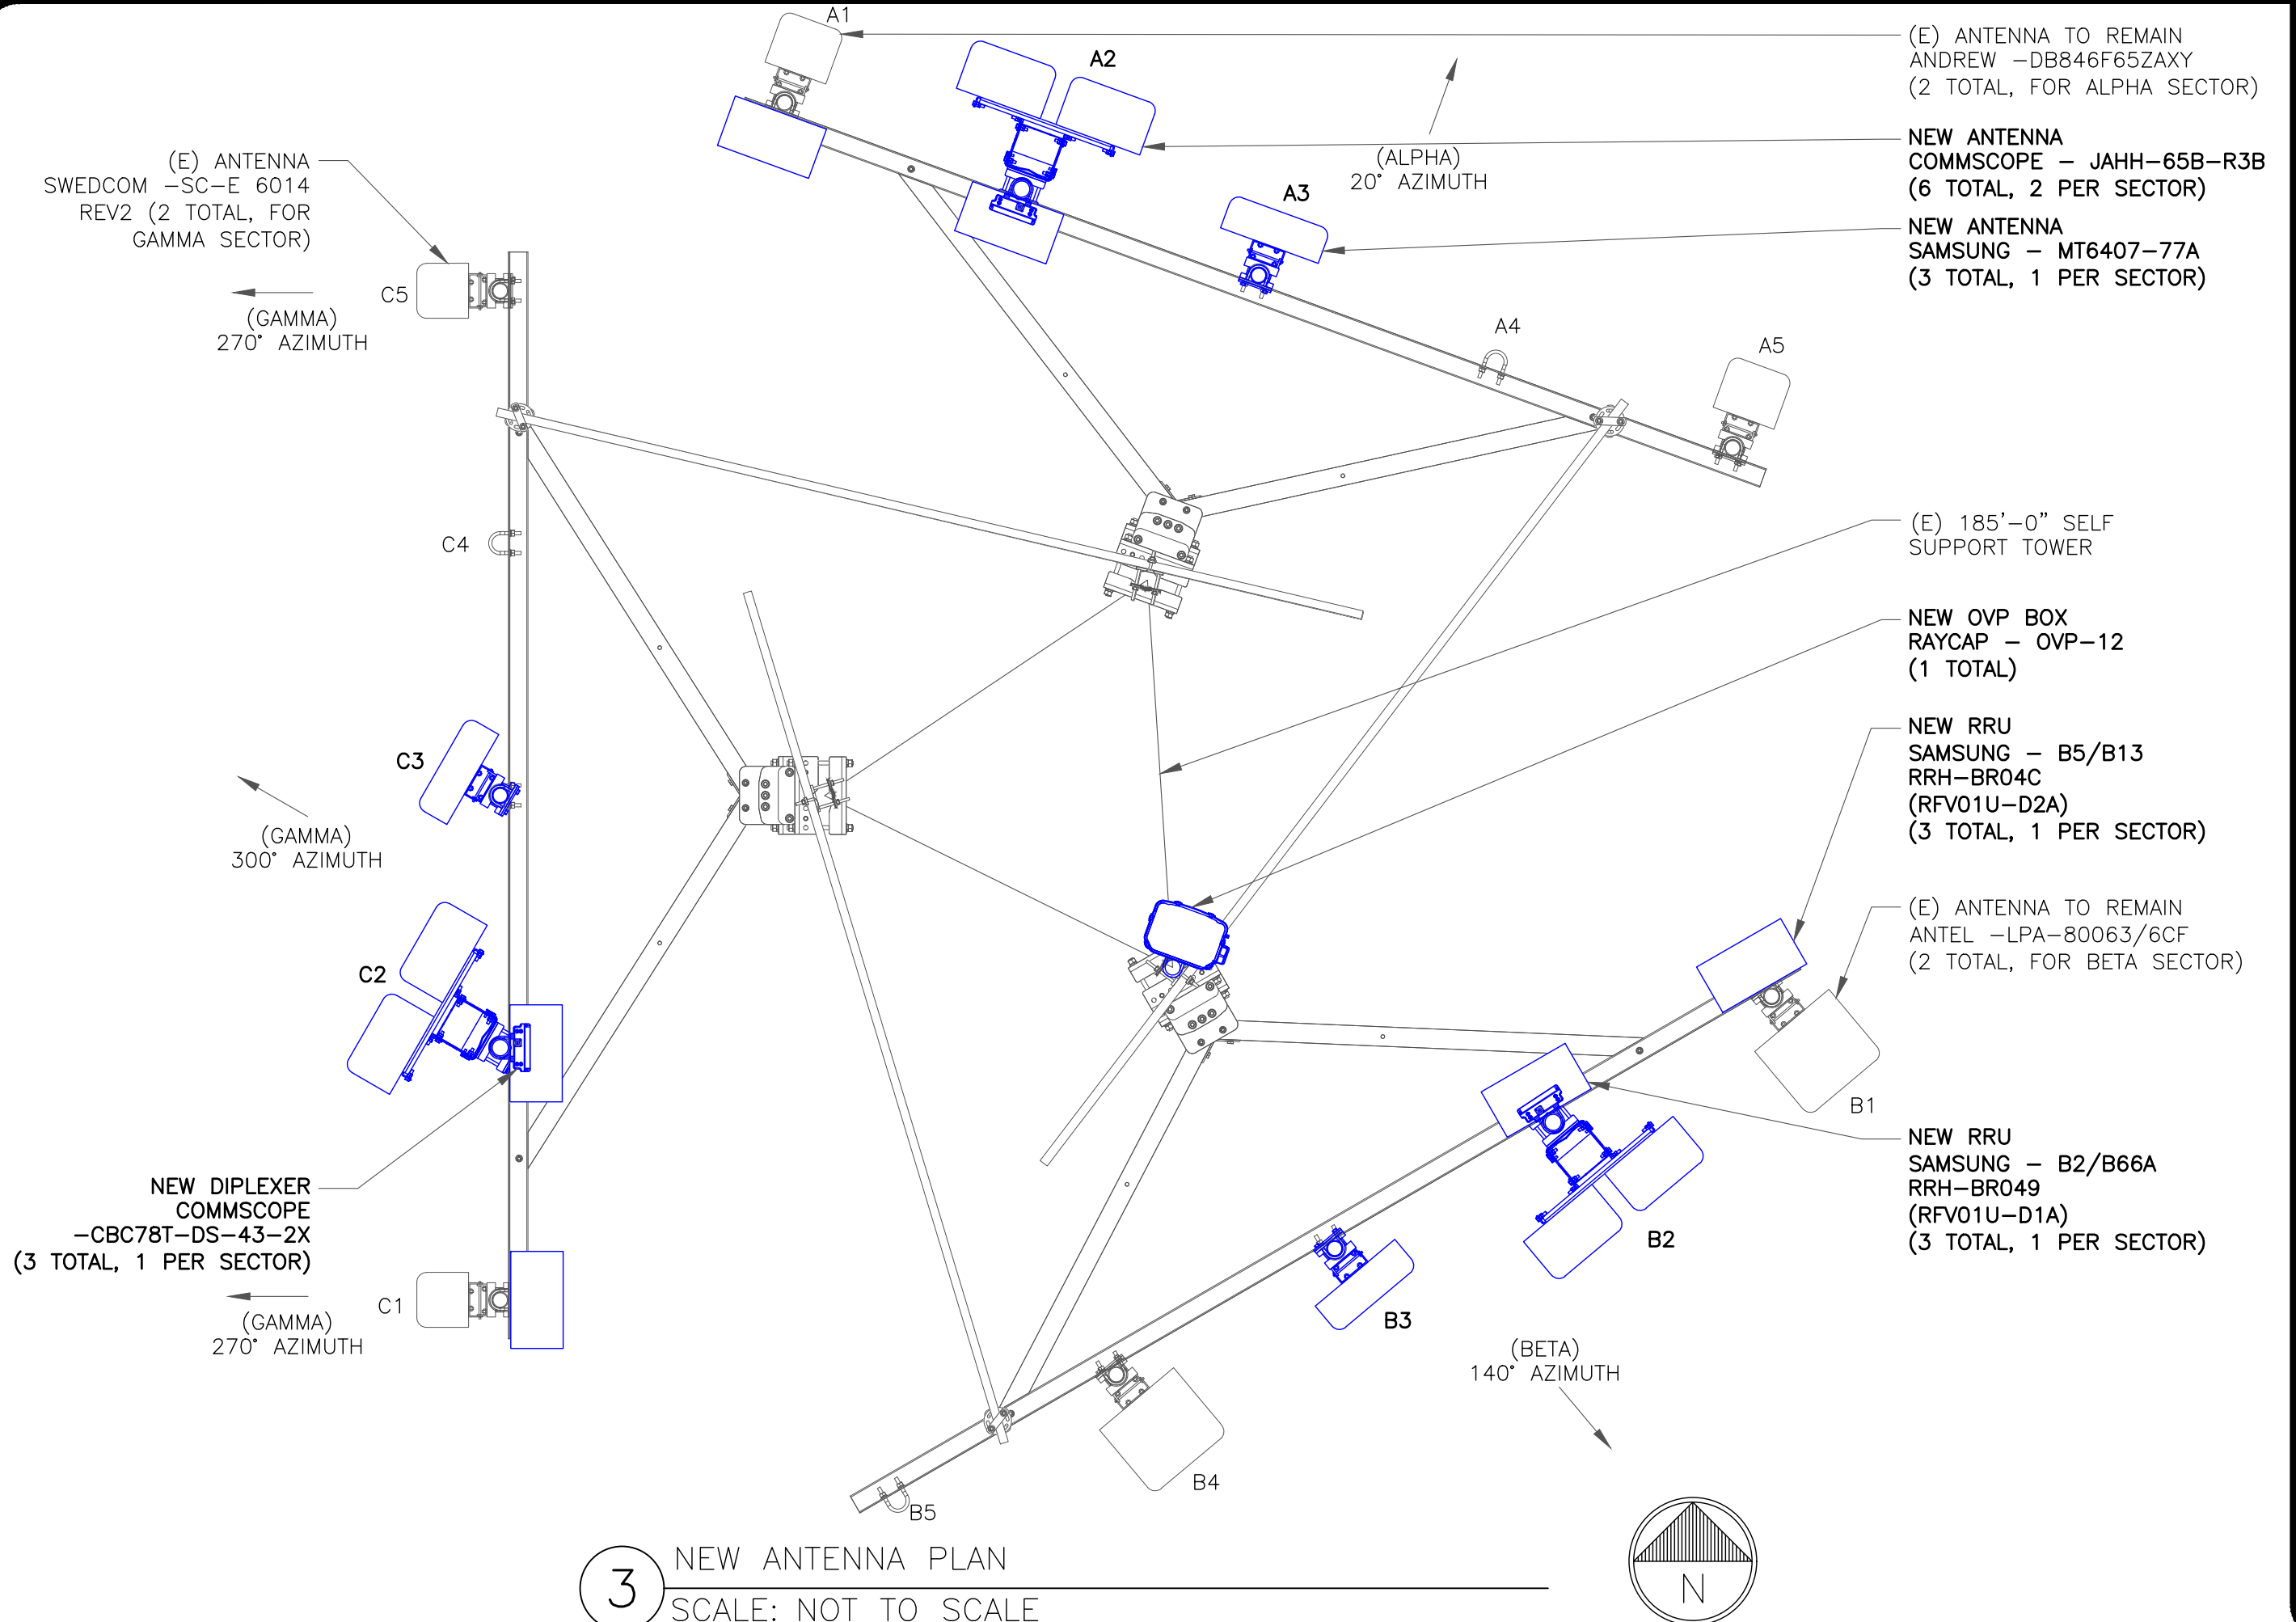 A1
(E) ANTENNA TO REMAIN
ANDREW -DB846F65ZAXY
(2 TOTAL, FOR ALPHA SECTOR)
A2
NEW ANTENNA
COMMSCOPE - JAHH-65B-R3B
(6 TOTAL, 2 PER SECTOR)
(ALPHA)
20° AZIMUTH
A3
NEW ANTENNA
SAMSUNG - MT6407-77A
(3 TOTAL, 1 PER SECTOR)
(E) ANTENNA
SWEDCOM -SC-E 6014
REV2 (2 TOTAL, FOR
GAMMA SECTOR)
C5
(GAMMA)
270° AZIMUTH
A4
A5
(E) 185'-0" SELF
SUPPORT TOWER
C4
NEW OVP BOX
RAYCAP - OVP-12
(1 TOTAL)
C3
(GAMMA)
300° AZIMUTH
NEW RRU
SAMSUNG - B5/B13
RRH-BR04C
(RFV01U-D2A)
(3 TOTAL, 1 PER SECTOR)
(E) ANTENNA TO REMAIN
ANTEL -LPA-80063/6CF
(2 TOTAL, FOR BETA SECTOR)
C2
B1
NEW RRU
SAMSUNG - B2/B66A
RRH-BR049
(RFV01U-D1A)
(3 TOTAL, 1 PER SECTOR)
NEW DIPLEXER
COMMSCOPE
-CBC78T-DS-43-2X
(3 TOTAL, 1 PER SECTOR)
B2
C1
(GAMMA)
270° AZIMUTH
B3
(BETA)
140° AZIMUTH
B4
B5
3
NEW ANTENNA PLAN
SCALE: NOT TO SCALE
N